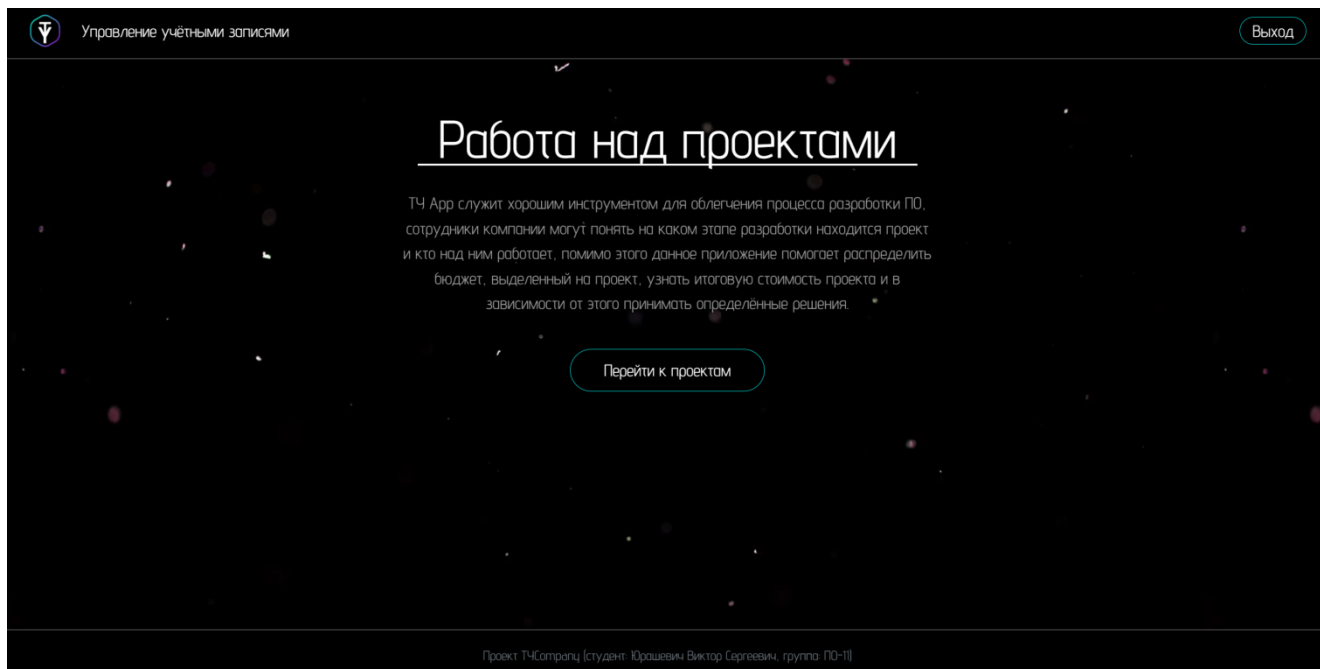 Управление учётными записями
Выход
Работа над проектами
ТЧ App служит хорошим инструментом для облегчения процесса разработки ПО,
сотрудники компании могут понять на каком этапе разработки находится проект
и кто над ним работает, помимо этого данное приложение помогает распределить
бюджет, выделенный на проект, узнать итоговую стоимость проекта и в
зависимости от этого принимать определённые решения.
Перейти к проектам
Проект ТЧCompany (студент: Юрашевич Виктор Сергеевич, группа: ПО-11)